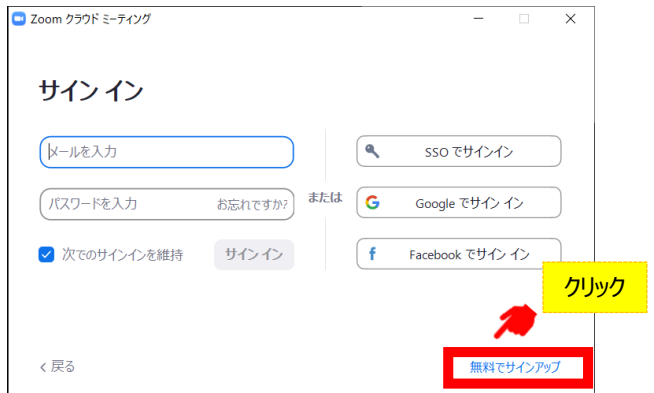 Zoom クラウド ミーティング
サイン イン
メールを入力
パスワードを入力 お忘れですか?
次でのサインインを維持 サイン イン
または
SSO でサインイン
Google でサイン イン
Facebook でサイン イン
クリック
< 戻る
無料でサインアップ